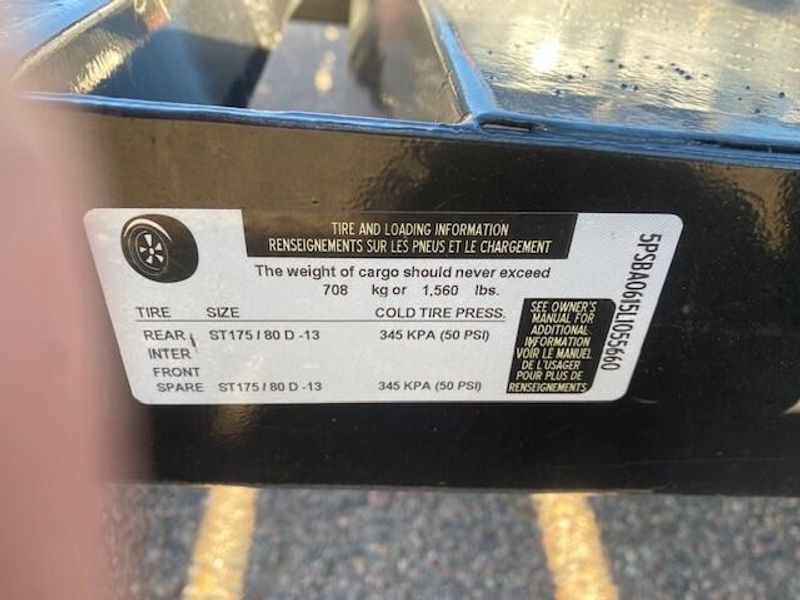 TIRE AND LOADING INFORMATION
RENSEIGNEMENTS SUR LES PNEUS ET LE CHARGEMENT
The weight of cargo should never exceed
708 kg or 1,560 lbs.
TIRE SIZE COLD TIRE PRESS.
REAR ST175 / 80 D -13 345 KPA (50 PSI)
INTER
FRONT
SPARE ST175 / 80 D -13 345 KPA (50 PSI)
SEE OWNER'S
MANUAL FOR
ADDITIONAL
INFORMATION
VOIR LE MANUEL
DE L'USAGER
POUR PLUS DE
RENSEIGNEMENTS
5PSBA0615L1055660